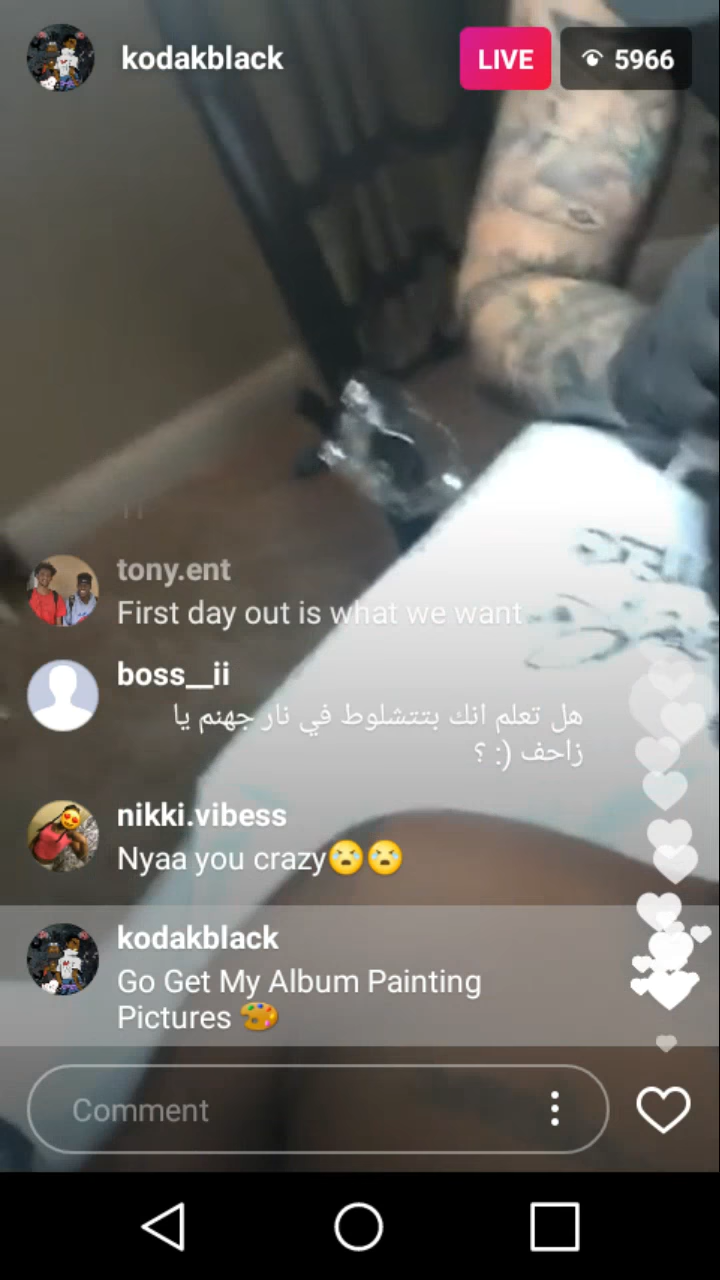 kodakblack
LIVE
5966
tony.ent
First day out is what we want
boss__ii
هل تعلم انك بتتشلوط في نار جهنم يا
زاحف (: ؟
nikki.vibess
Nyaa you crazy😭😭
kodakblack
Go Get My Album Painting
Pictures 🎨
Comment